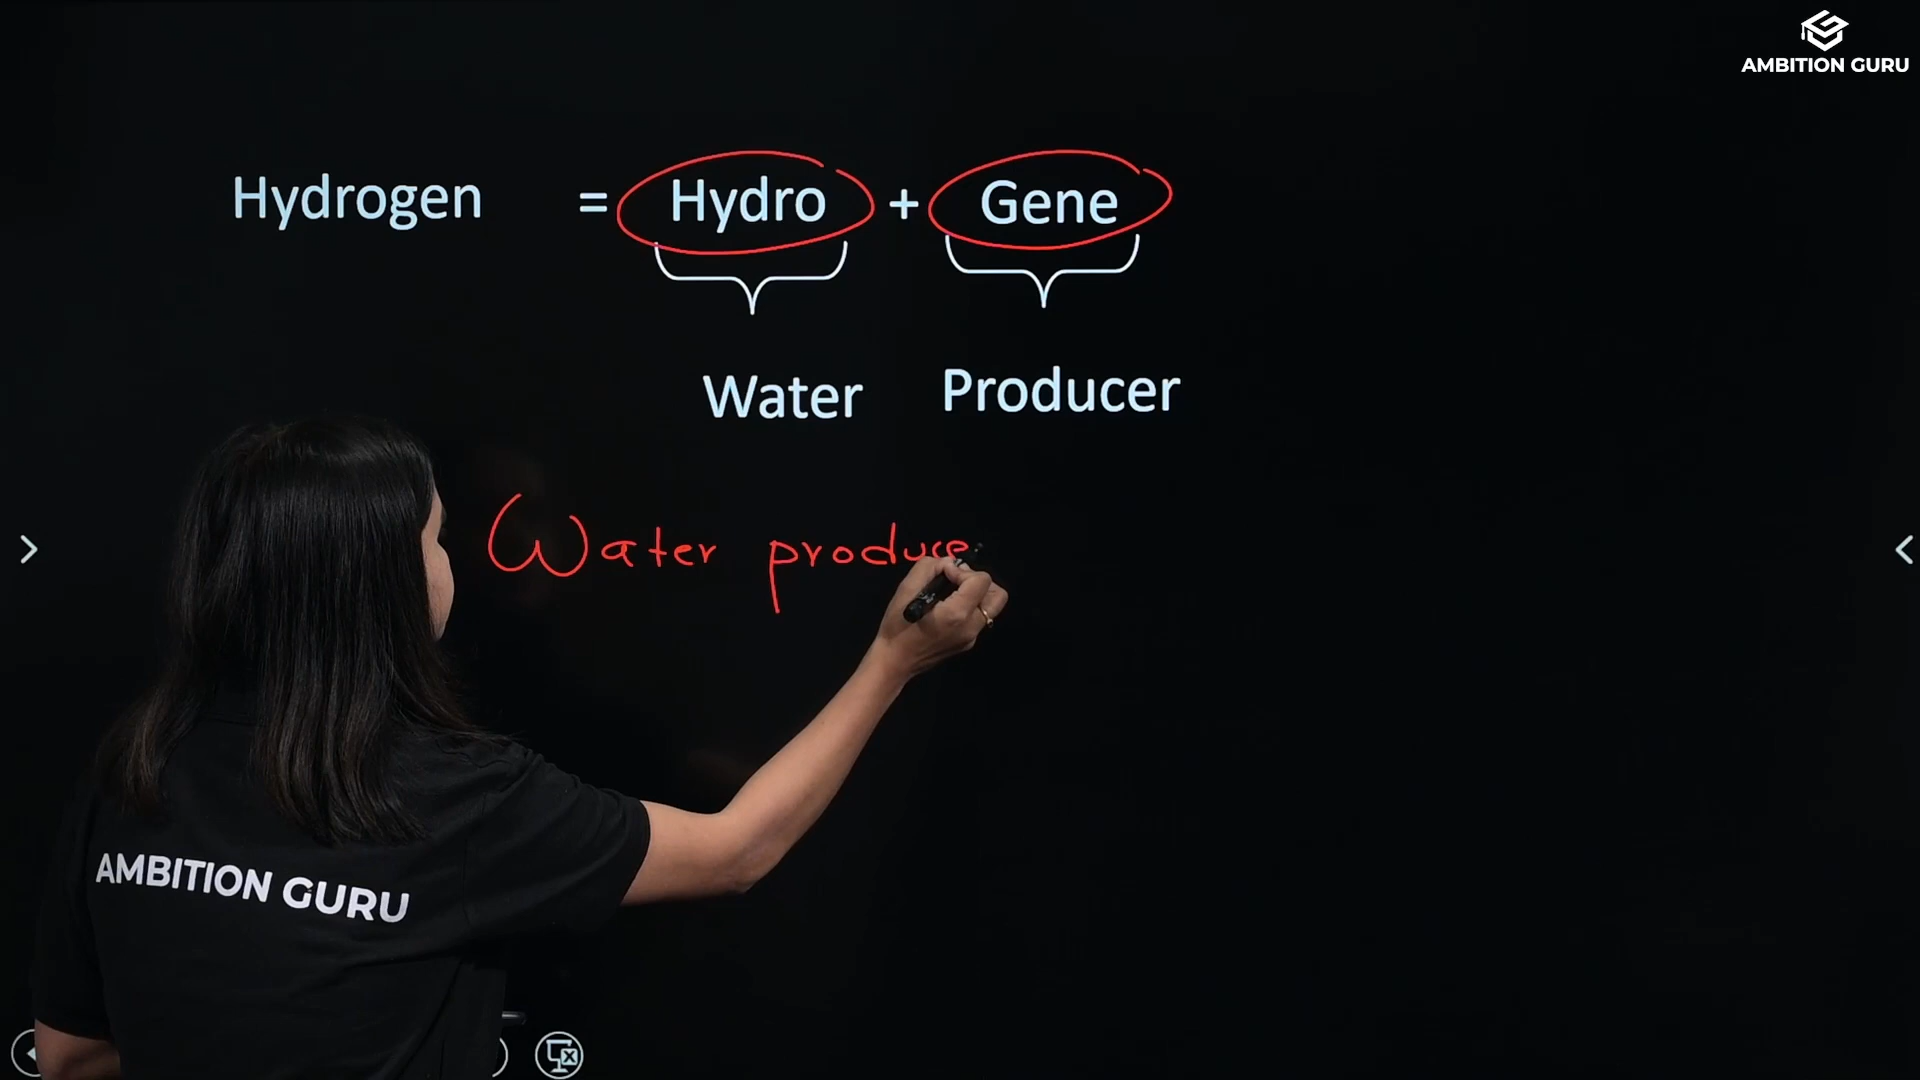 AMBITION GURU
Hydrogen = Hydro + Gene
Water Producer
Water produce
AMBITION GURU